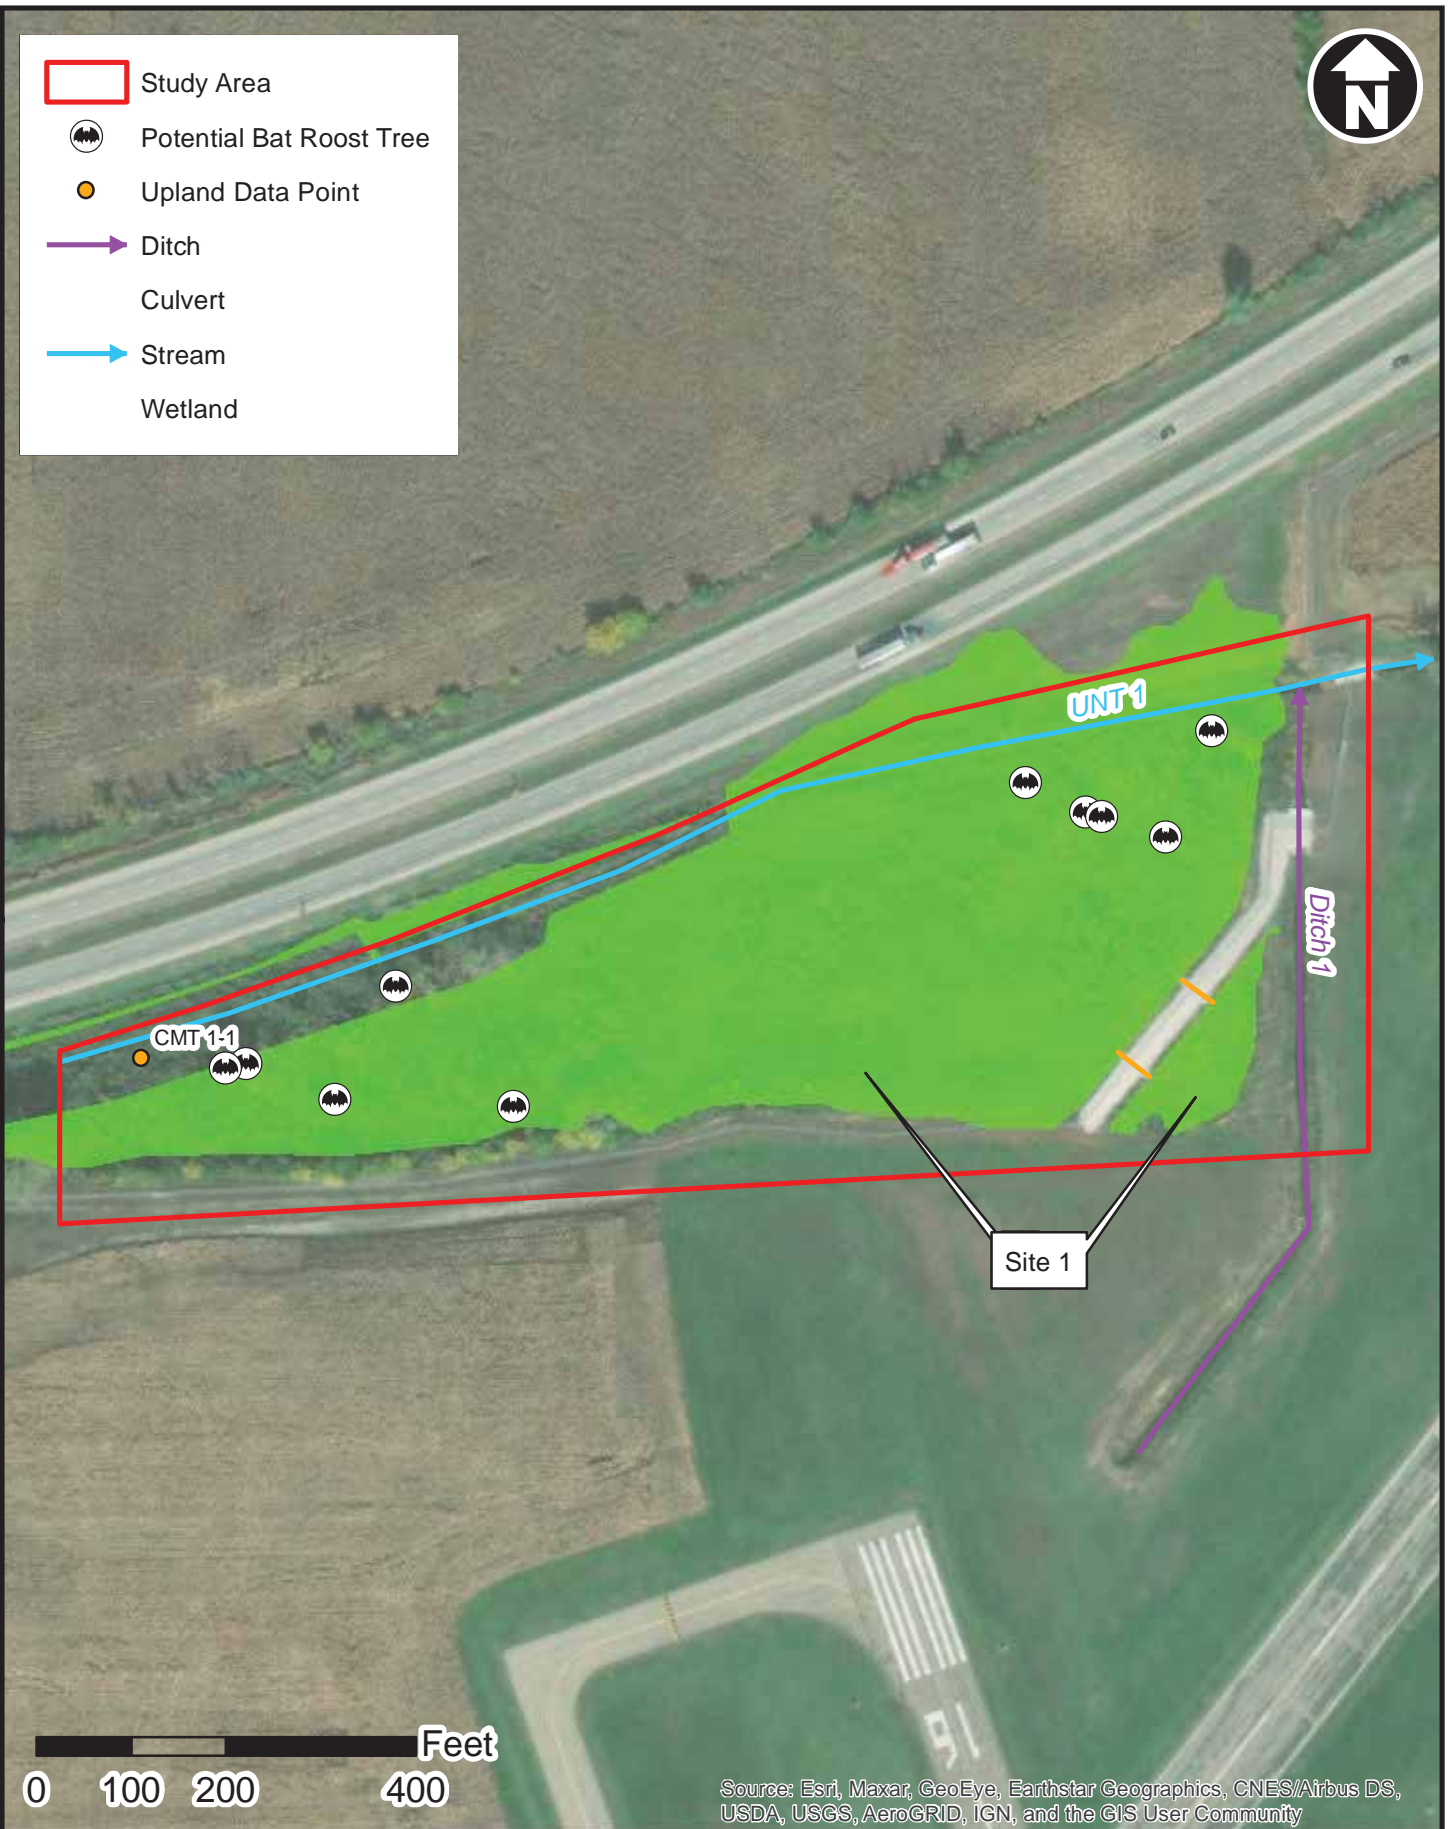 Study Area
Potential Bat Roost Tree
Upland Data Point
Ditch
Culvert
Stream
Wetland
N
UNT 1
Ditch 1
CMT 1-1
Site 1
Feet
0 100 200 400
Source: Esri, Maxar, GeoEye, Earthstar Geographics, CNES/Airbus DS,
USDA, USGS, AeroGRID, IGN, and the GIS User Community